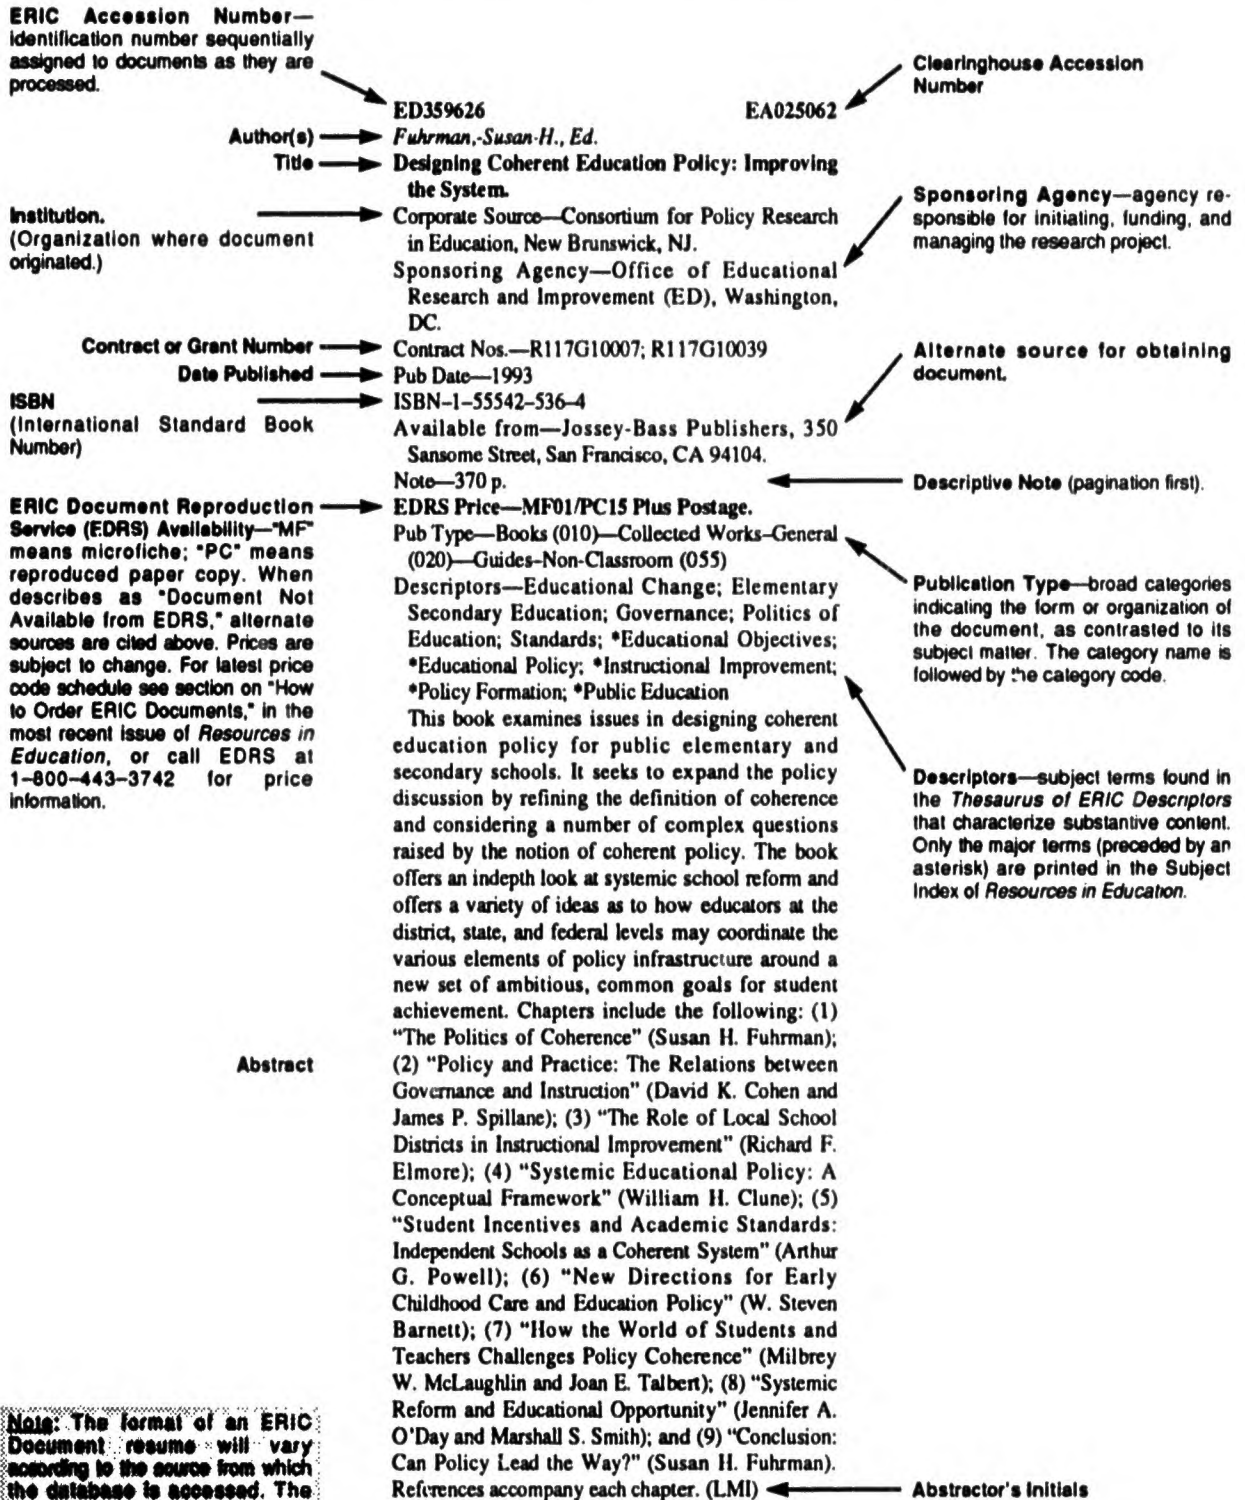 ERIC Accession Number—
identification number sequentially
assigned to documents as they are
processed.
Clearinghouse Accession
Number
ED359626 EA025062
Author(s)
Fuhrman,-Susan-H., Ed.
Title
Designing Coherent Education Policy: Improving
the System.
Institution.
(Organization where document
originated.)
Corporate Source—Consortium for Policy Research
in Education, New Brunswick, NJ.
Sponsoring Agency—Office of Educational
Research and Improvement (ED), Washington,
DC.
Sponsoring Agency—agency re-
sponsible for initiating, funding, and
managing the research project.
Contract or Grant Number
Contract Nos.—R117G10007; R117G10039
Date Published
Pub Date—1993
ISBN
(International Standard Book
Number)
ISBN-1-55542-536-4
Available from—Jossey-Bass Publishers, 350
Sansome Street, San Francisco, CA 94104.
Alternate source for obtaining
document.
Note—370 p.
Descriptive Note (pagination first).
ERIC Document Reproduction
Service (EDRS) Availability—"MF"
means microfiche; "PC" means
reproduced paper copy. When
describes as "Document Not
Available from EDRS," alternate
sources are cited above. Prices are
subject to change. For latest price
code schedule see section on "How
to Order ERIC Documents," in the
most recent issue of Resources in
Education, or call EDRS at
1-800-443-3742 for price
information.
EDRS Price—MF01/PC15 Plus Postage.
Pub Type—Books (010)—Collected Works-General
(020)—Guides-Non-Classroom (055)
Publication Type—broad categories
indicating the form or organization of
the document, as contrasted to its
subject matter. The category name is
followed by the category code.
Descriptors—Educational Change; Elementary
Secondary Education; Governance; Politics of
Education; Standards; *Educational Objectives;
*Educational Policy; *Instructional Improvement;
*Policy Formation; *Public Education
Descriptors—subject terms found in
the Thesaurus of ERIC Descriptors
that characterize substantive content.
Only the major terms (preceded by an
asterisk) are printed in the Subject
Index of Resources in Education.
Abstract
This book examines issues in designing coherent
education policy for public elementary and
secondary schools. It seeks to expand the policy
discussion by refining the definition of coherence
and considering a number of complex questions
raised by the notion of coherent policy. The book
offers an indepth look at systemic school reform and
offers a variety of ideas as to how educators at the
district, state, and federal levels may coordinate the
various elements of policy infrastructure around a
new set of ambitious, common goals for student
achievement. Chapters include the following: (1)
"The Politics of Coherence" (Susan H. Fuhrman);
(2) "Policy and Practice: The Relations between
Governance and Instruction" (David K. Cohen and
James P. Spillane); (3) "The Role of Local School
Districts in Instructional Improvement" (Richard F.
Elmore); (4) "Systemic Educational Policy: A
Conceptual Framework" (William H. Clune); (5)
"Student Incentives and Academic Standards:
Independent Schools as a Coherent System" (Arthur
G. Powell); (6) "New Directions for Early
Childhood Care and Education Policy" (W. Steven
Barnett); (7) "How the World of Students and
Teachers Challenges Policy Coherence" (Milbrey
W. McLaughlin and Joan E. Talbert); (8) "Systemic
Reform and Educational Opportunity" (Jennifer A.
O'Day and Marshall S. Smith); and (9) "Conclusion:
Can Policy Lead the Way?" (Susan H. Fuhrman).
References accompany each chapter. (LMI)
Abstractor's Initials
Note: The format of an ERIC
Document resume will vary
according to the source from which
the database is accessed. The